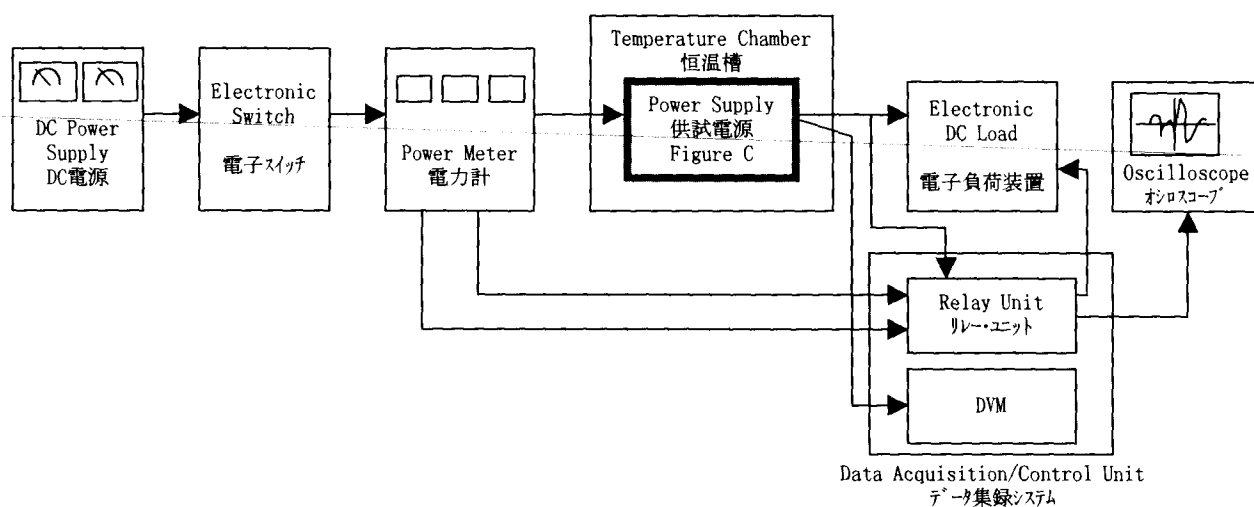 DC Power
Supply
DC電源
Electronic
Switch
電子スイッチ
Power Meter
電力計
Temperature Chamber
恒温槽
Power Supply
供試電源
Figure C
Electronic
DC Load
電子負荷装置
Oscilloscope
オシロスコープ
Relay Unit
リレー・ユニット
DVM
Data Acquisition/Control Unit
データ集録システム